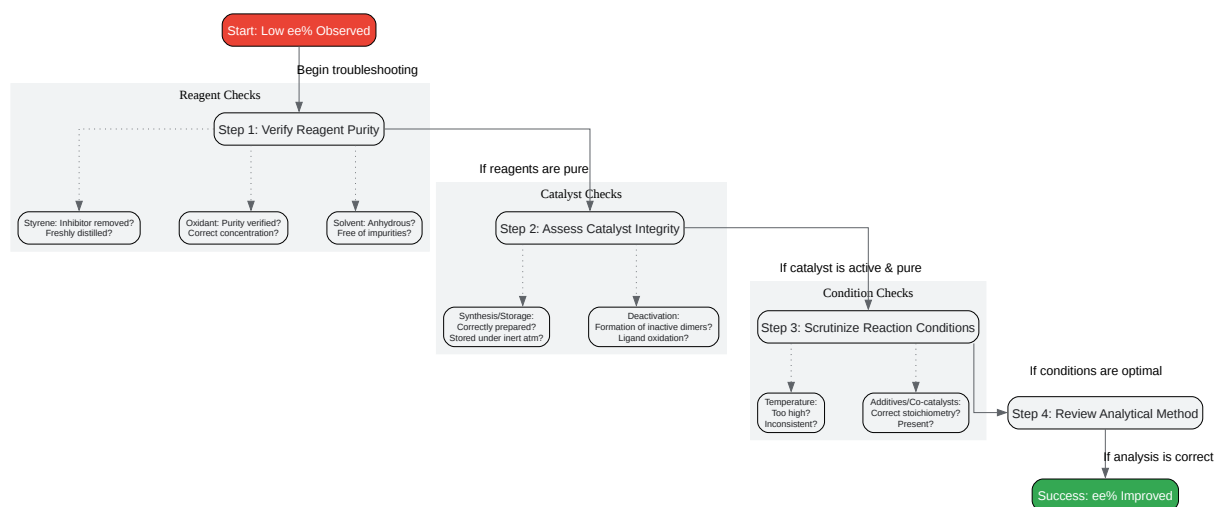 Start: Low ee% Observed
Begin troubleshooting
Reagent Checks
Step 1: Verify Reagent Purity
Styrene: Inhibitor removed?
Freshly distilled?
Oxidant: Purity verified?
Correct concentration?
Solvent: Anhydrous?
Free of impurities?
If reagents are pure
Catalyst Checks
Step 2: Assess Catalyst Integrity
Synthesis/Storage:
Correctly prepared?
Stored under inert atm?
Deactivation:
Formation of inactive dimers?
Ligand oxidation?
If catalyst is active & pure
Condition Checks
Step 3: Scrutinize Reaction Conditions
Temperature:
Too high?
Inconsistent?
Additives/Co-catalysts:
Correct stoichiometry?
Present?
If conditions are optimal
Step 4: Review Analytical Method
If analysis is correct
Success: ee% Improved